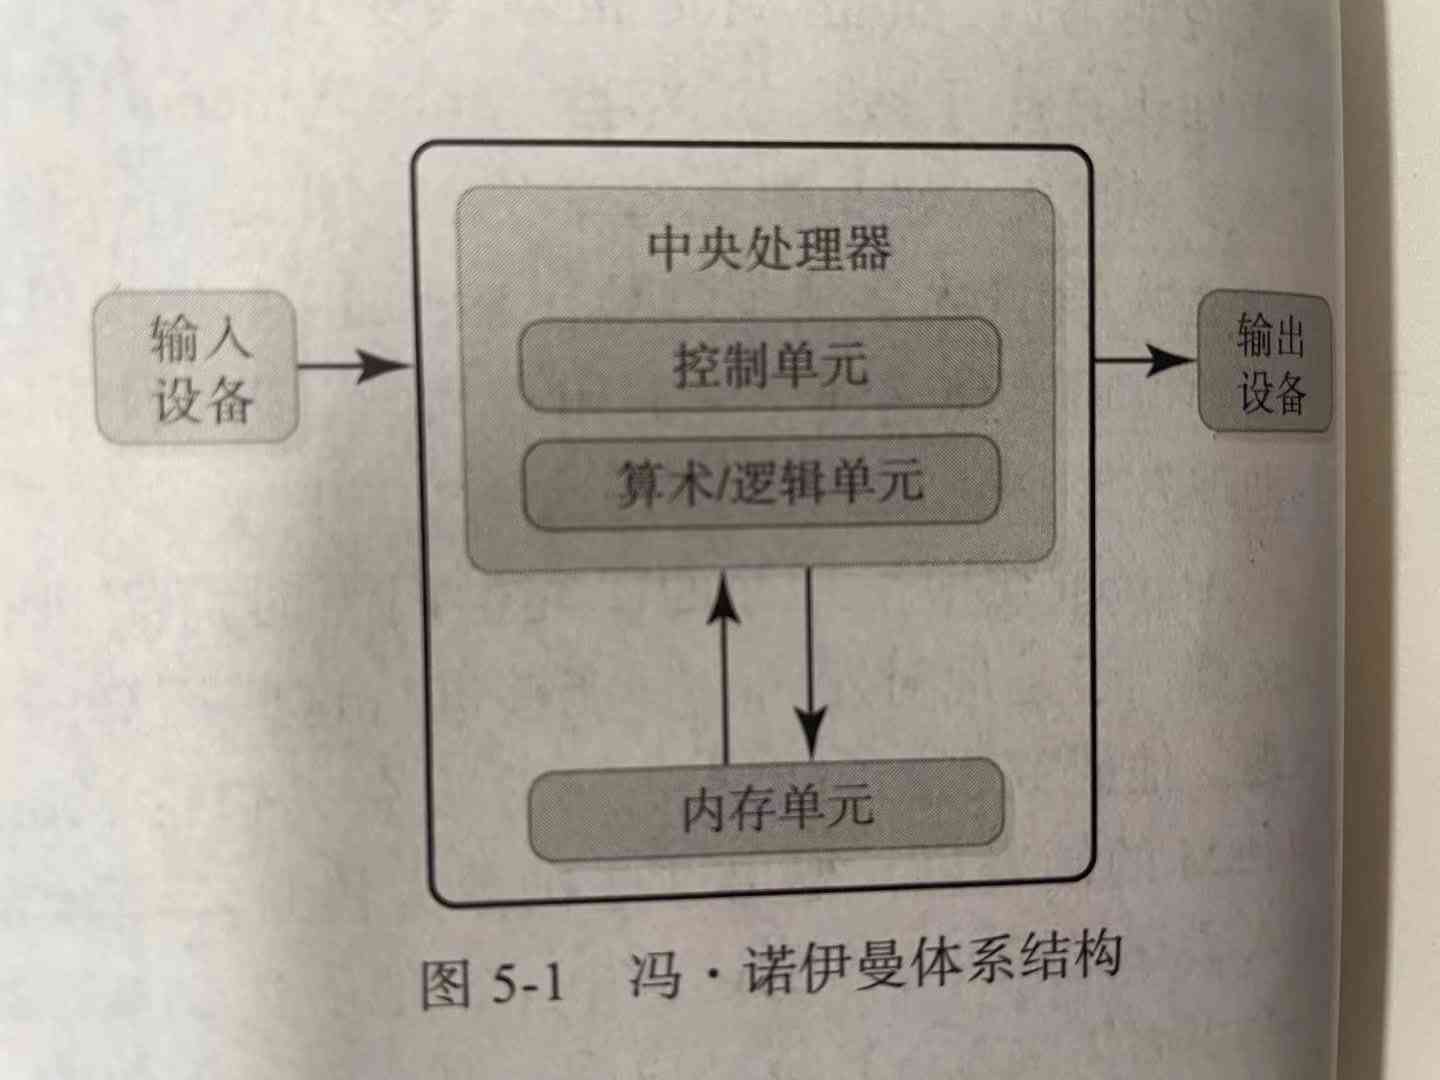 中央处理器
输入
设备
控制单元
输出
设备
算术/逻辑单元
内存单元
图 5-1 冯·诺伊曼体系结构